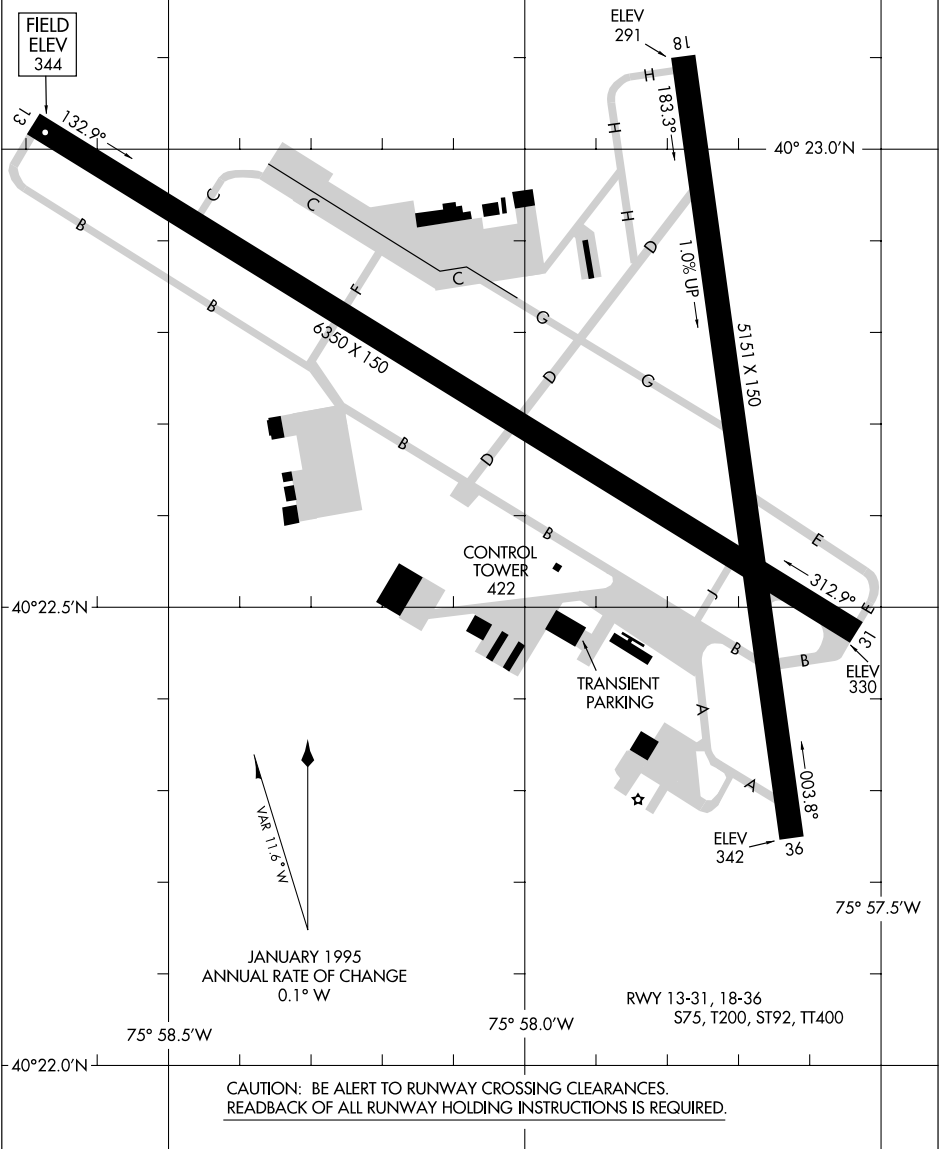 FIELD
ELEV
344
ELEV
291
18
13
132.9°
H
183.3°
H
40° 23.0'N
C
C
H
D
B
1.0% UP
C
F
B
G
6350 X 150
5151 X 150
D
G
B
D
B
E
CONTROL
TOWER
422
312.9°
40°22.5'N
J
E
31
B
B
ELEV
330
TRANSIENT
PARKING
A
A
003.8°
VAR 11.6° W
ELEV
342
36
75° 57.5'W
JANUARY 1995
ANNUAL RATE OF CHANGE
0.1° W
RWY 13-31, 18-36
S75, T200, ST92, TT400
75° 58.5'W
75° 58.0'W
40°22.0'N
CAUTION: BE ALERT TO RUNWAY CROSSING CLEARANCES.
READBACK OF ALL RUNWAY HOLDING INSTRUCTIONS IS REQUIRED.